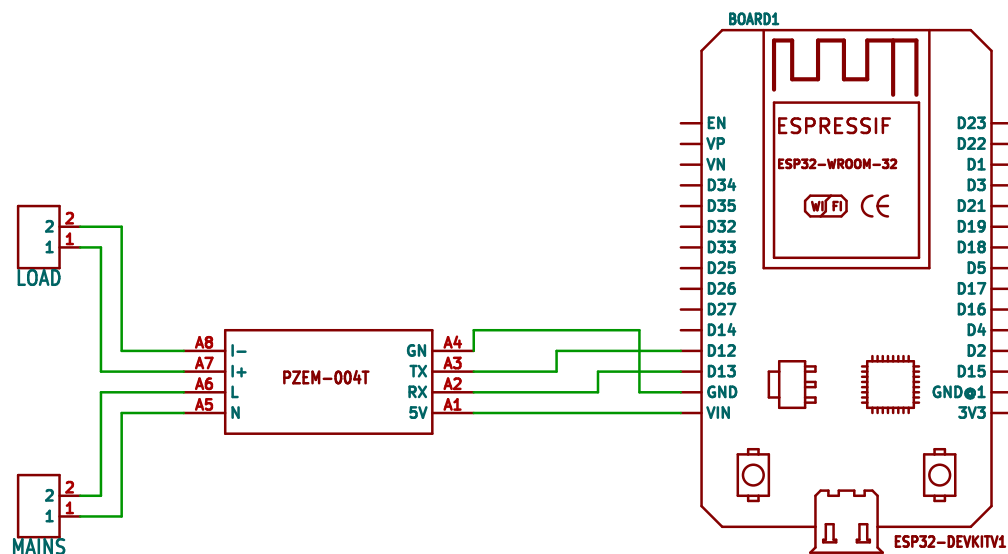 BOARD1
ESPRESSIF
ESP32-WROOM-32
WIFI CE
EN
VP
VN
D34
D35
D32
D33
D25
D26
D27
D14
D12
D13
GND
VIN
D23
D22
D1
D3
D21
D19
D18
D5
D17
D16
D4
D2
D15
GND@1
3V3
ESP32-DEVKITV1
2 2
1 1
LOAD
A8 I-
A7 I+
A6 L
A5 N
PZEM-004T
GN A4
TX A3
RX A2
5V A1
2 2
1 1
MAINS